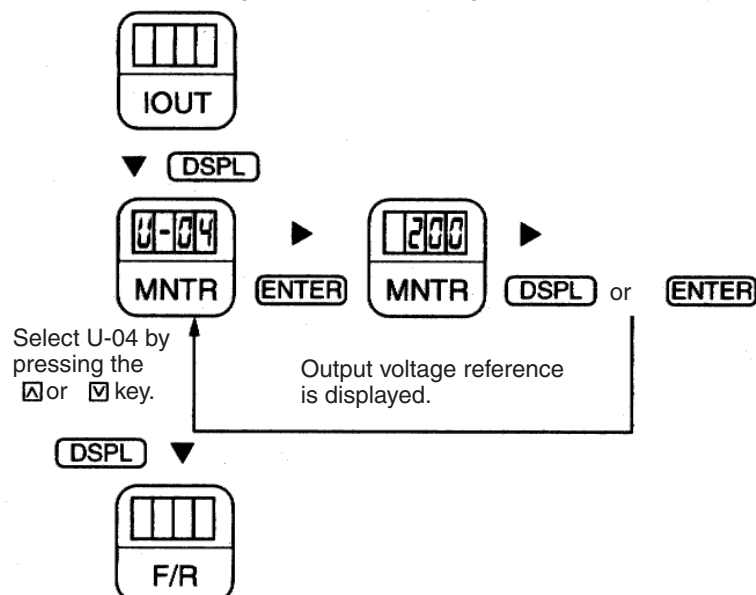 IOUT
▼ DSPL
U-04
MNTR
▶
ENTER
200
MNTR
▶
DSPL or ENTER
Select U-04 by
pressing the
∧ or ∨ key.
Output voltage reference
is displayed.
DSPL ▼
F/R